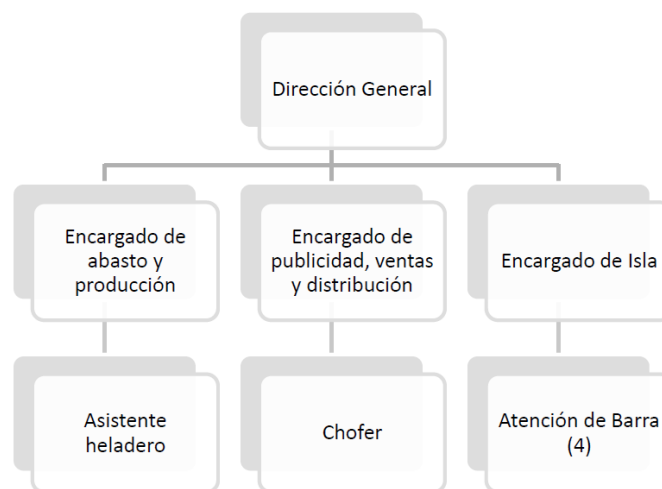 Dirección General
Encargado de
abasto y
producción
Encargado de
publicidad, ventas
y distribución
Encargado de Isla
Asistente
heladero
Chofer
Atención de Barra
(4)